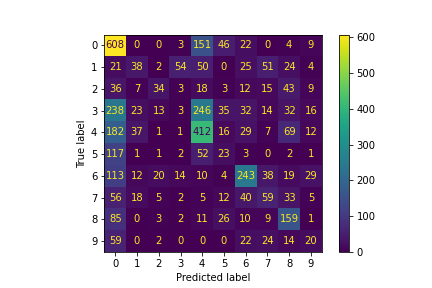 0 608 0 0 3 151 46 22 0 4 9 600
1 21 38 2 54 50 0 25 51 24 4
2 36 7 34 3 18 3 12 15 43 9 500
3 238 23 13 3 246 35 32 14 32 16 400
4 182 37 1 1 412 16 29 7 69 12
True label
5 117 1 1 2 52 23 3 0 2 1 300
6 113 12 20 14 10 4 243 38 19 29 200
7 56 18 5 2 5 12 40 59 33 5
8 85 0 3 2 11 26 10 9 159 1 100
9 59 0 2 0 0 0 22 24 14 20 0
0 1 2 3 4 5 6 7 8 9
Predicted label